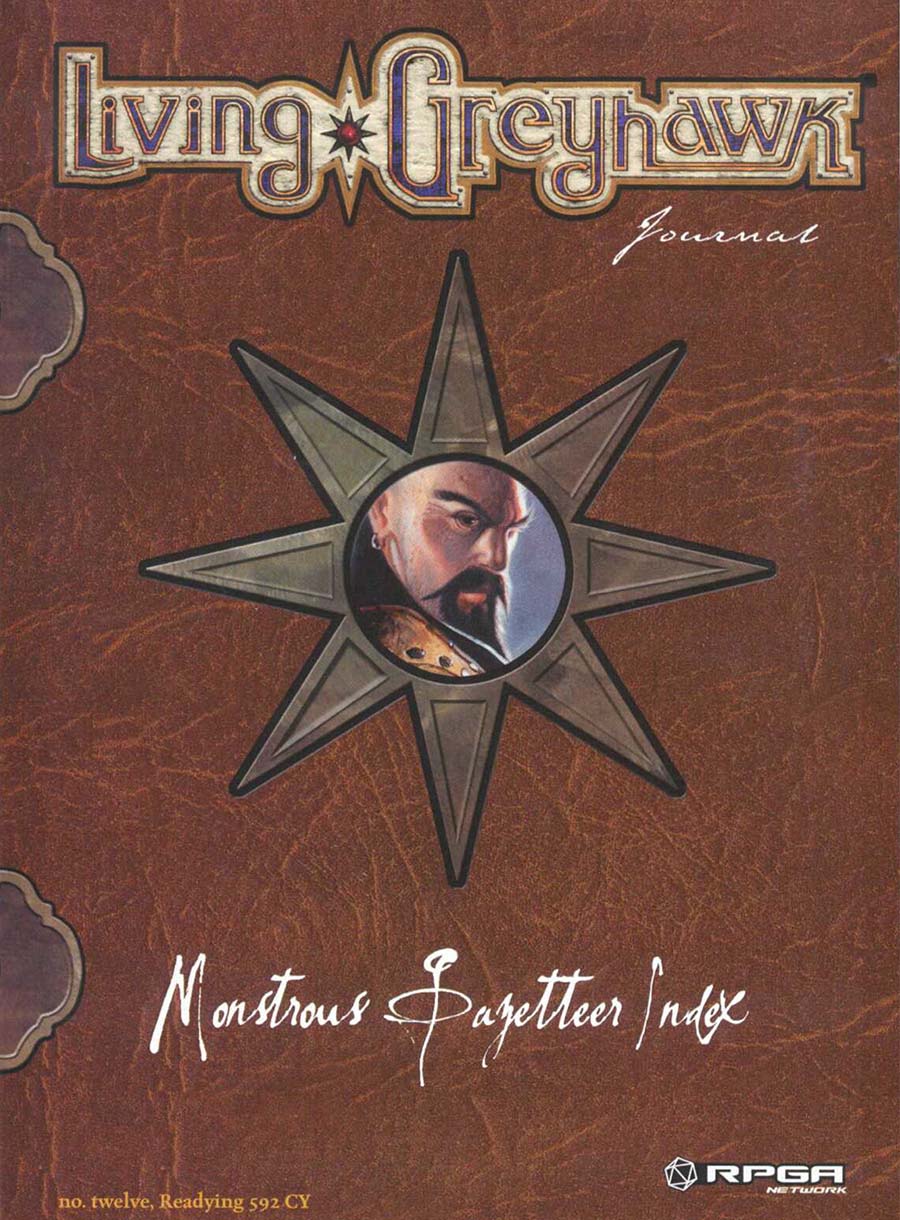 Living Greyhawk
Journal
Monstrous Gazetteer Index
RPGA
NETWORK
no. twelve, Readying 592 CY